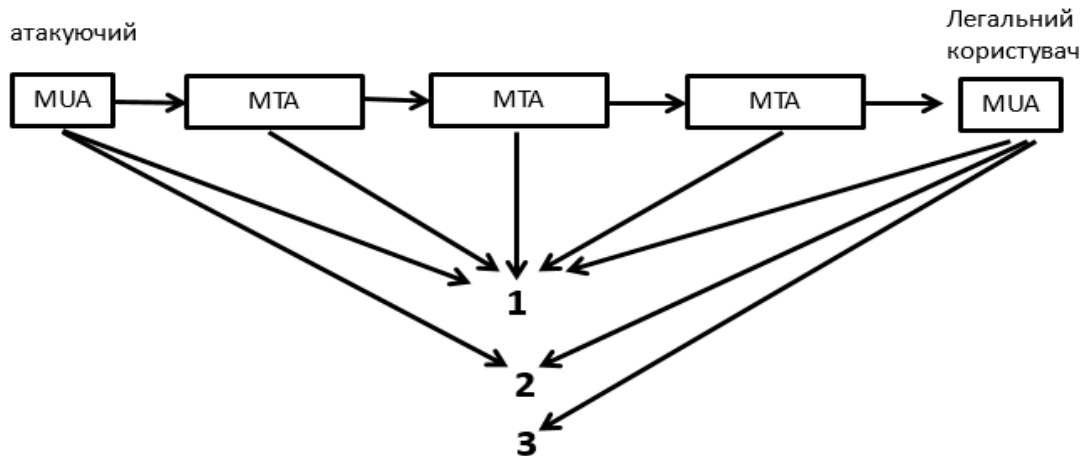 атакуючий
Легальний
користувач
MUA
MTA
MTA
MTA
MUA
1
2
3